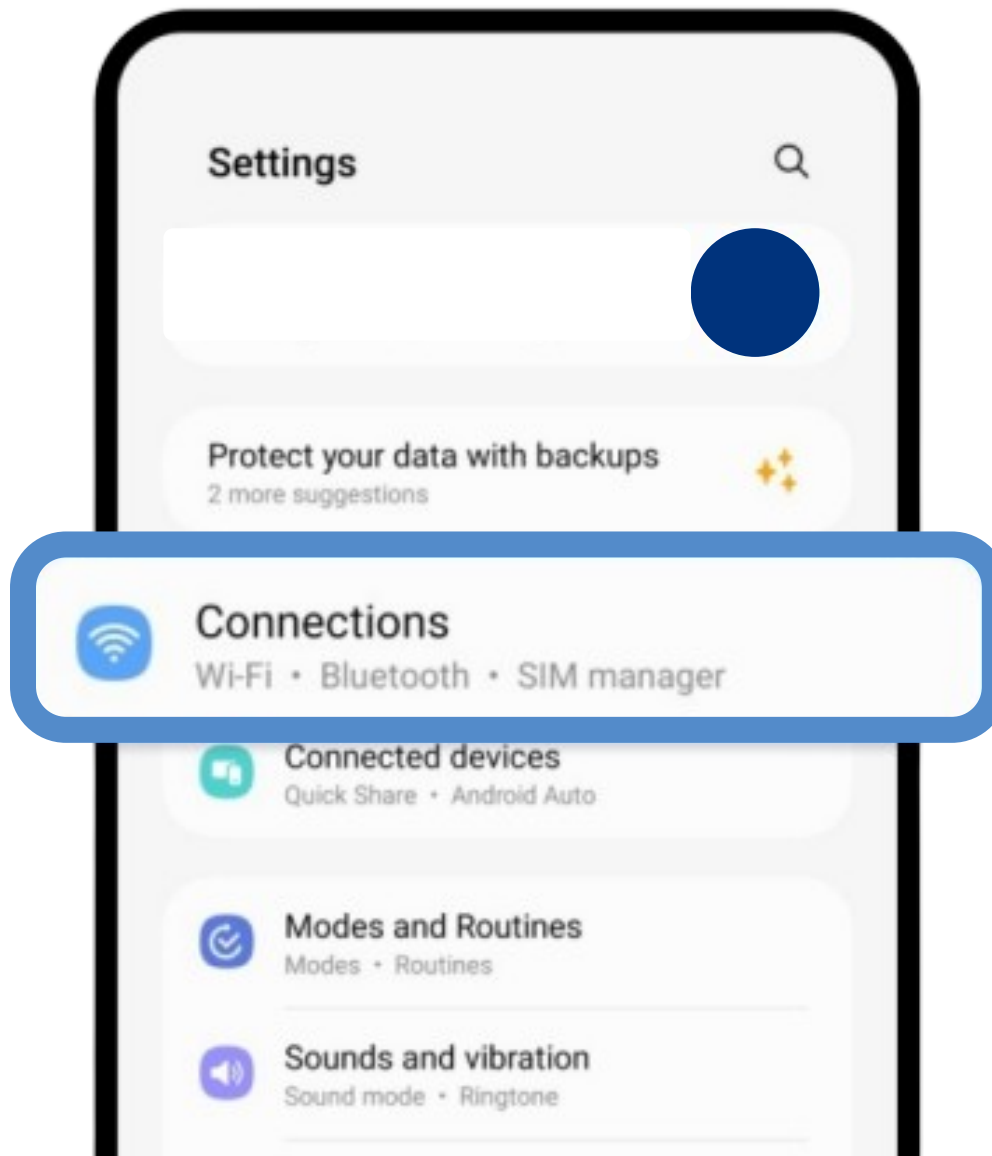 Settings
Protect your data with backups
2 more suggestions
Connections
Wi-Fi • Bluetooth • SIM manager
Connected devices
Quick Share • Android Auto
Modes and Routines
Modes • Routines
Sounds and vibration
Sound mode • Ringtone